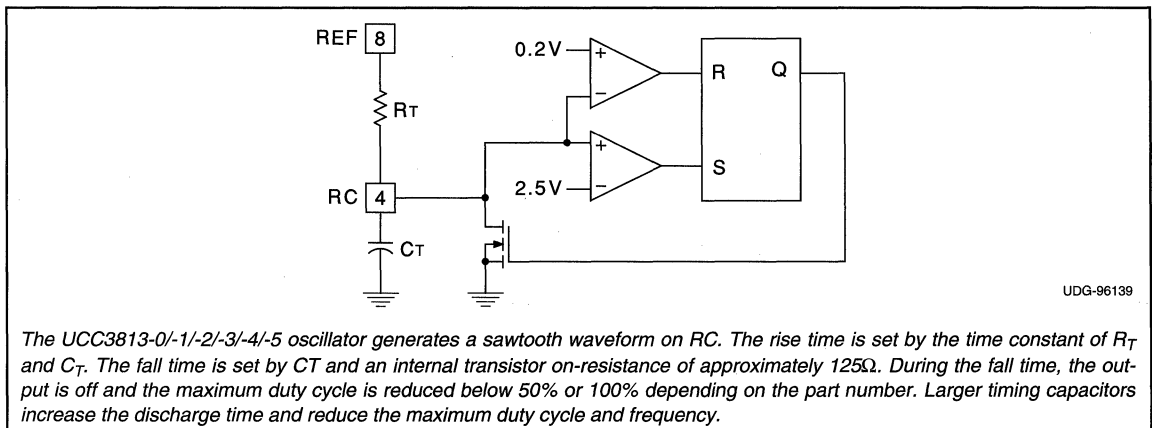 REF 8
0.2V
+
−
R Q
RT
+
S
2.5V
−
RC 4
CT
UDG-96139
The UCC3813-0/-1/-2/-3/-4/-5 oscillator generates a sawtooth waveform on RC. The rise time is set by the time constant of RT
and CT. The fall time is set by CT and an internal transistor on-resistance of approximately 125Ω. During the fall time, the out-
put is off and the maximum duty cycle is reduced below 50% or 100% depending on the part number. Larger timing capacitors
increase the discharge time and reduce the maximum duty cycle and frequency.